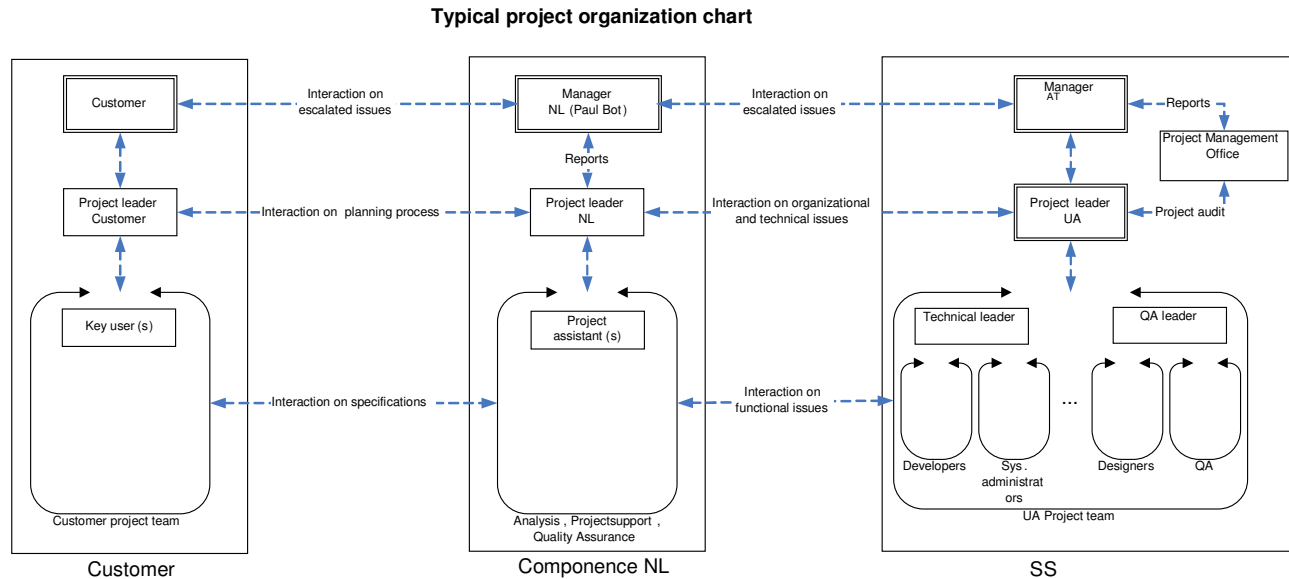 Typical project organization chart
Customer
Interaction on
escalated issues
Manager
NL (Paul Bot)
Interaction on
escalated issues
Manager
AT
Reports
Project Management
Office
Reports
Project leader
Customer
Interaction on planning process
Project leader
NL
Interaction on organizational
and technical issues
Project leader
UA
Project audit
Key user (s)
Project
assistant (s)
Technical leader
QA leader
Interaction on specifications
Interaction on
functional issues
...
Developers
Sys .
administrat
ors
Designers
QA
Customer project team
Analysis , Projectsupport ,
Quality Assurance
UA Project team
Customer
Componence NL
SS